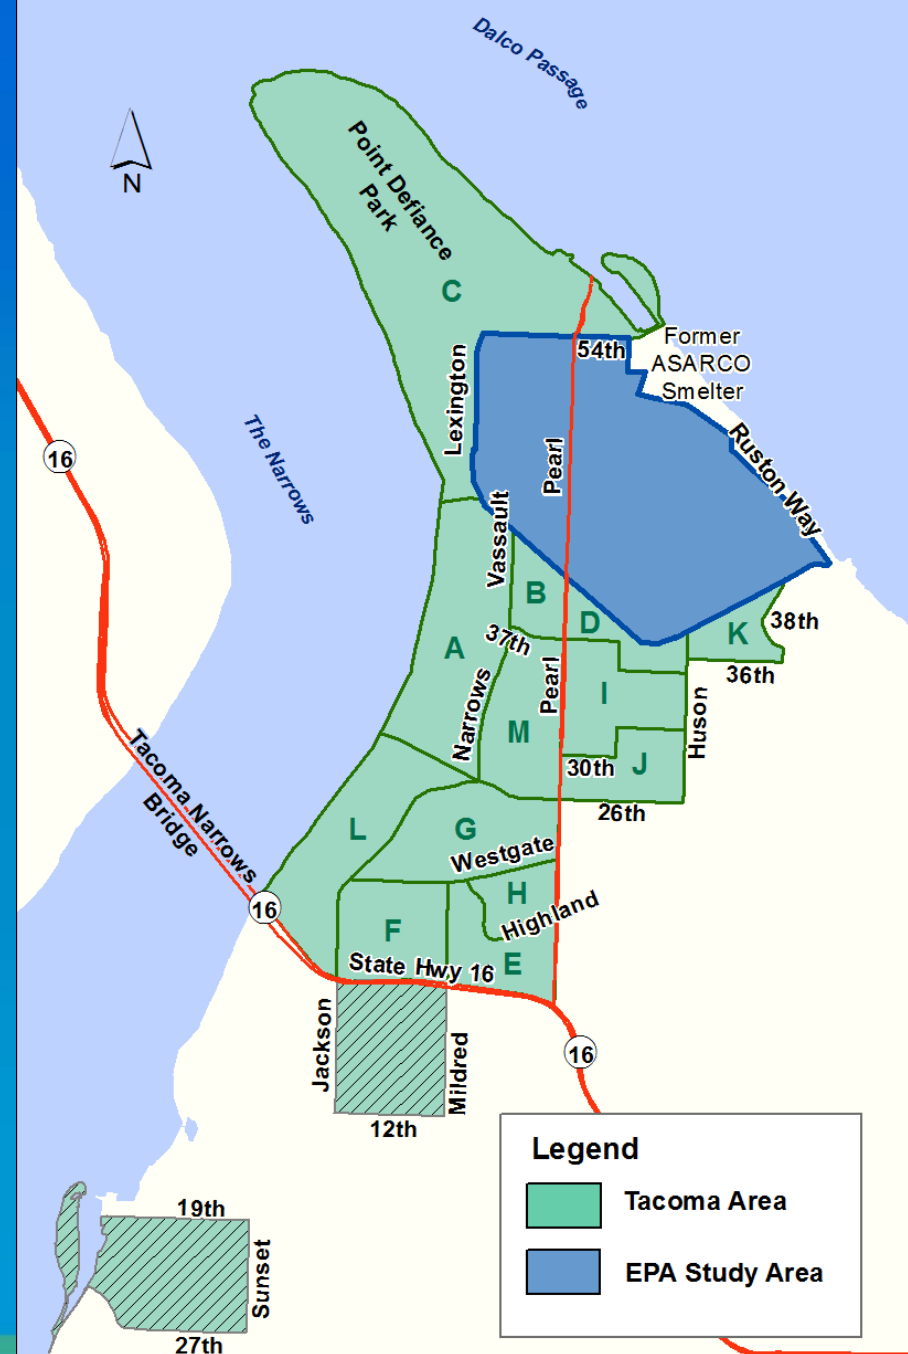 Dalco Passage
Point Defiance
Park
N
C
Former
ASARCO
Smelter
54th
Lexington
Pearl
Ruston Way
The Narrows
16
Vassault
B
D
K
38th
37th
A
36th
Narrows
Pearl
I
M
Huson
30th
J
26th
Tacoma Narrows
Bridge
L
G
Westgate
H
Highland
16
F
E
State Hwy 16
Jackson
Mildred
16
12th
Legend
Tacoma Area
EPA Study Area
19th
Sunset
27th